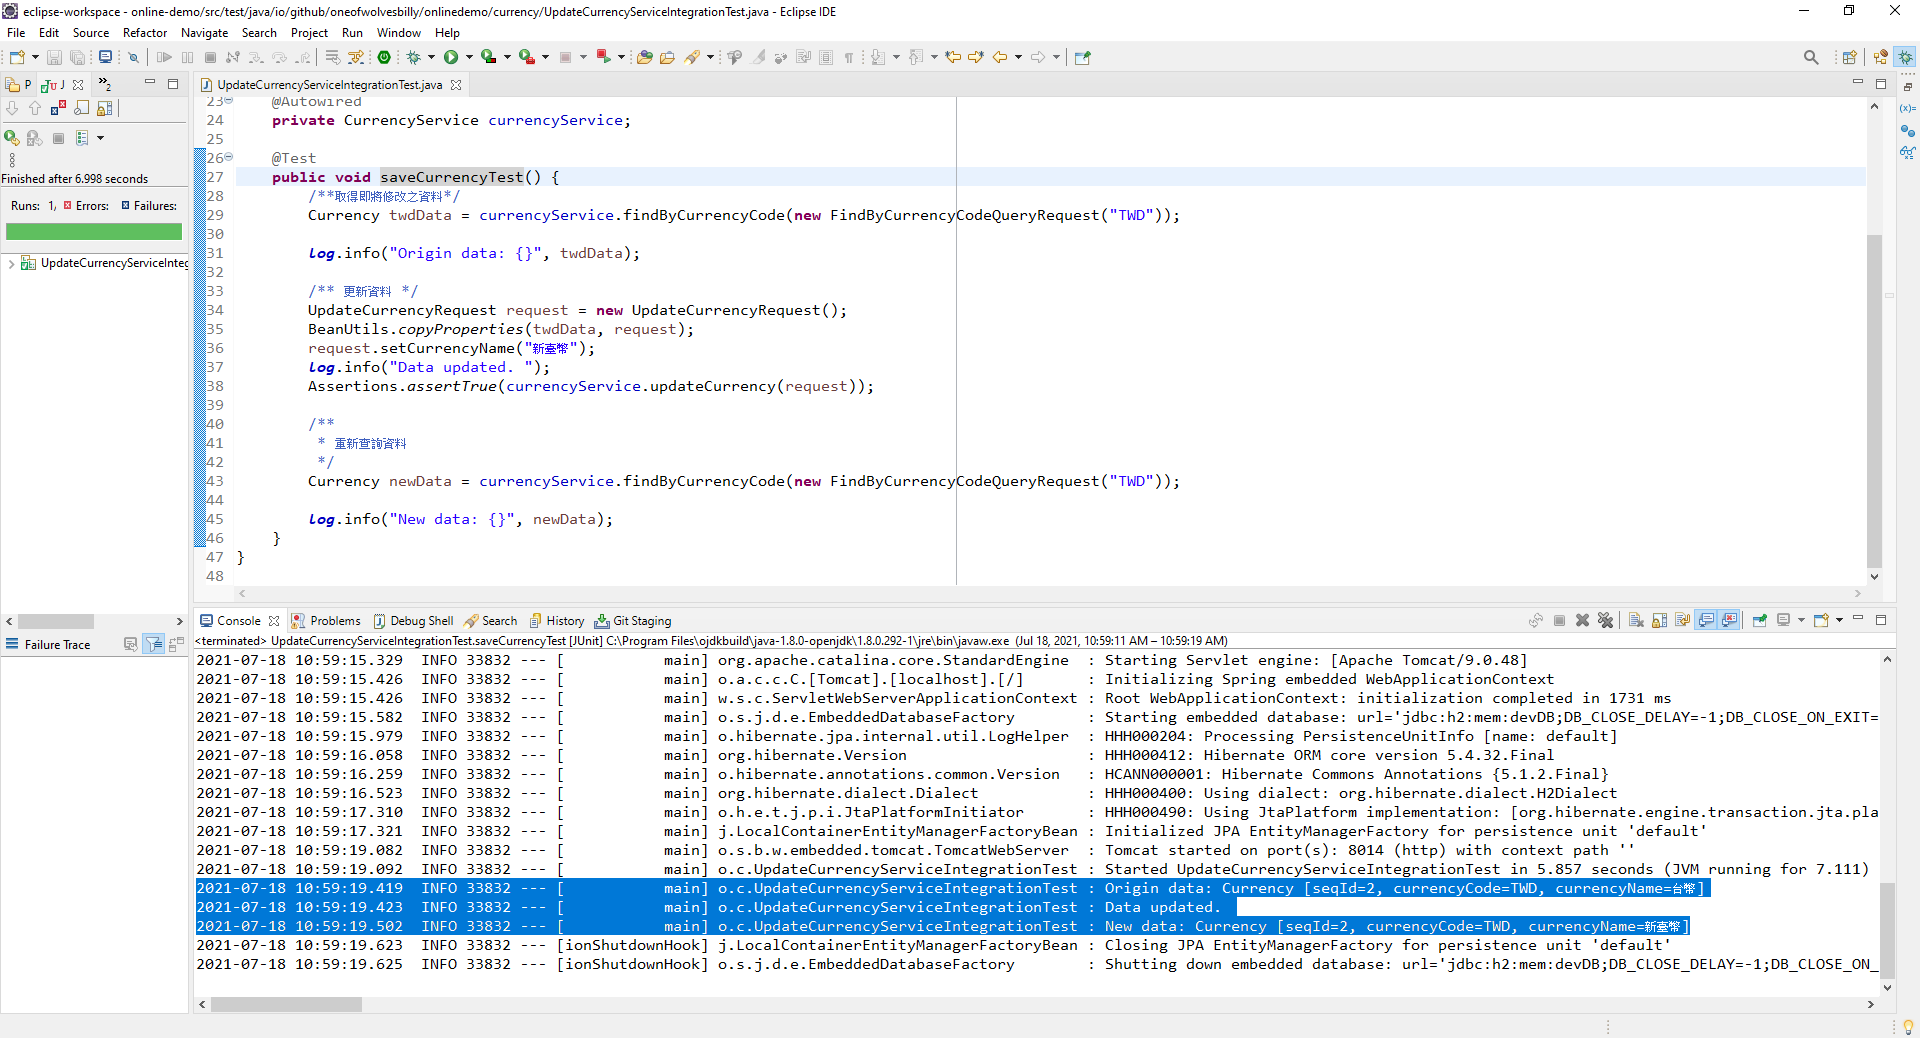 eclipse-workspace - online-demo/src/test/java/io/github/oneofwolvesbilly/onlinedemo/currency/UpdateCurrencyServiceIntegrationTest.java - Eclipse IDE
File Edit Source Refactor Navigate Search Project Run Window Help
P JU J 2
UpdateCurrencyServiceIntegrationTest.java
Finished after 6.998 seconds
Runs: 1, Errors: Failures:
UpdateCurrencyServiceInteg
Failure Trace
23 @Autowired
24 private CurrencyService currencyService;
25
26 @Test
27 public void saveCurrencyTest() {
28 /**取得即將修改之資料*/
29 Currency twdData = currencyService.findByCurrencyCode(new FindByCurrencyCodeQueryRequest("TWD"));
30
31 log.info("Origin data: {}", twdData);
32
33 /** 更新資料 */
34 UpdateCurrencyRequest request = new UpdateCurrencyRequest();
35 BeanUtils.copyProperties(twdData, request);
36 request.setCurrencyName("新臺幣");
37 log.info("Data updated. ");
38 Assertions.assertTrue(currencyService.updateCurrency(request));
39
40 /**
41 * 重新查詢資料
42 */
43 Currency newData = currencyService.findByCurrencyCode(new FindByCurrencyCodeQueryRequest("TWD"));
44
45 log.info("New data: {}", newData);
46 }
47 }
48
Console Problems Debug Shell Search History Git Staging
<terminated> UpdateCurrencyServiceIntegrationTest.saveCurrencyTest [JUnit] C:\Program Files\ojdkbuild\java-1.8.0-openjdk\1.8.0.292-1\jre\bin\javaw.exe (Jul 18, 2021, 10:59:11 AM – 10:59:19 AM)
2021-07-18 10:59:15.329 INFO 33832 --- [ main] org.apache.catalina.core.StandardEngine : Starting Servlet engine: [Apache Tomcat/9.0.48]
2021-07-18 10:59:15.426 INFO 33832 --- [ main] o.a.c.c.C.[Tomcat].[localhost].[/] : Initializing Spring embedded WebApplicationContext
2021-07-18 10:59:15.426 INFO 33832 --- [ main] w.s.c.ServletWebServerApplicationContext : Root WebApplicationContext: initialization completed in 1731 ms
2021-07-18 10:59:15.582 INFO 33832 --- [ main] o.s.j.d.e.EmbeddedDatabaseFactory : Starting embedded database: url='jdbc:h2:mem:devDB;DB_CLOSE_DELAY=-1;DB_CLOSE_ON_EXIT=
2021-07-18 10:59:15.979 INFO 33832 --- [ main] o.hibernate.jpa.internal.util.LogHelper : HHH000204: Processing PersistenceUnitInfo [name: default]
2021-07-18 10:59:16.058 INFO 33832 --- [ main] org.hibernate.Version : HHH000412: Hibernate ORM core version 5.4.32.Final
2021-07-18 10:59:16.259 INFO 33832 --- [ main] o.hibernate.annotations.common.Version : HCANN000001: Hibernate Commons Annotations {5.1.2.Final}
2021-07-18 10:59:16.523 INFO 33832 --- [ main] org.hibernate.dialect.Dialect : HHH000400: Using dialect: org.hibernate.dialect.H2Dialect
2021-07-18 10:59:17.310 INFO 33832 --- [ main] o.h.e.t.j.p.i.JtaPlatformInitiator : HHH000490: Using JtaPlatform implementation: [org.hibernate.engine.transaction.jta.pla
2021-07-18 10:59:17.321 INFO 33832 --- [ main] j.LocalContainerEntityManagerFactoryBean : Initialized JPA EntityManagerFactory for persistence unit 'default'
2021-07-18 10:59:19.082 INFO 33832 --- [ main] o.s.b.w.embedded.tomcat.TomcatWebServer : Tomcat started on port(s): 8014 (http) with context path ''
2021-07-18 10:59:19.092 INFO 33832 --- [ main] o.c.UpdateCurrencyServiceIntegrationTest : Started UpdateCurrencyServiceIntegrationTest in 5.857 seconds (JVM running for 7.111)
2021-07-18 10:59:19.419 INFO 33832 --- [ main] o.c.UpdateCurrencyServiceIntegrationTest : Origin data: Currency [seqId=2, currencyCode=TWD, currencyName=台幣]
2021-07-18 10:59:19.423 INFO 33832 --- [ main] o.c.UpdateCurrencyServiceIntegrationTest : Data updated.
2021-07-18 10:59:19.502 INFO 33832 --- [ main] o.c.UpdateCurrencyServiceIntegrationTest : New data: Currency [seqId=2, currencyCode=TWD, currencyName=新臺幣]
2021-07-18 10:59:19.623 INFO 33832 --- [ionShutdownHook] j.LocalContainerEntityManagerFactoryBean : Closing JPA EntityManagerFactory for persistence unit 'default'
2021-07-18 10:59:19.625 INFO 33832 --- [ionShutdownHook] o.s.j.d.e.EmbeddedDatabaseFactory : Shutting down embedded database: url='jdbc:h2:mem:devDB;DB_CLOSE_DELAY=-1;DB_CLOSE_ON_